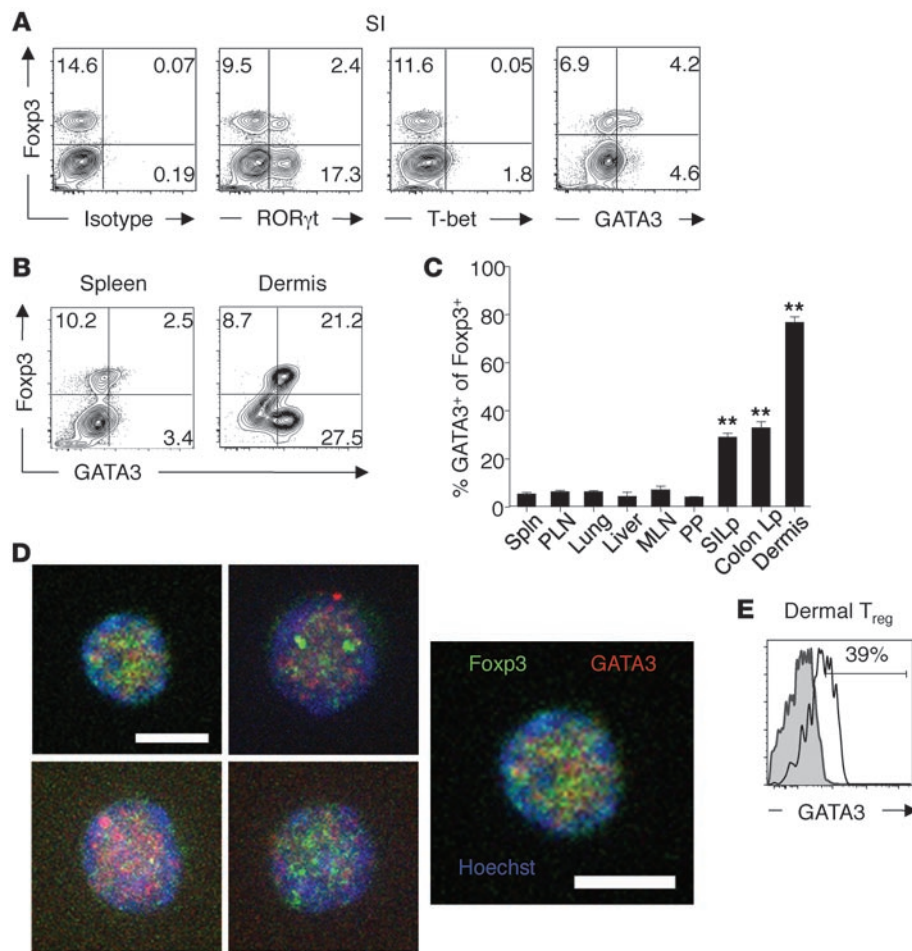 A
SI
Foxp3
14.6 0.07
0.19
9.5 2.4
17.3
11.6 0.05
1.8
6.9 4.2
4.6
Isotype
RORγt
T-bet
GATA3
B
Spleen
Dermis
Foxp3
10.2 2.5
3.4
8.7 21.2
27.5
GATA3
C
% GATA3⁺ of Foxp3⁺
100
80
60
40
20
0
**
**
**
Spln
PLN
Lung
Liver
MLN
PP
SILp
Colon Lp
Dermis
D
Foxp3
GATA3
Hoechst
E
Dermal Treg
39%
GATA3